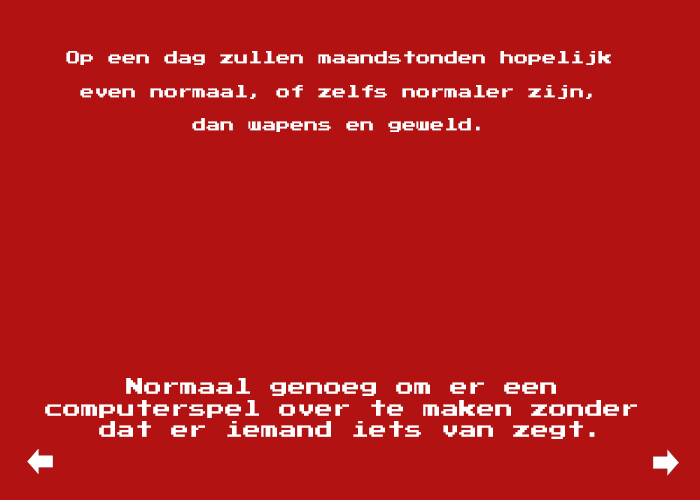 Op een dag zullen maandstonden hopelijk
even normaal, of zelfs normaler zijn,
dan wapens en geweld.
Normaal genoeg om er een
computerspel over te maken zonder
dat er iemand iets van zegt.